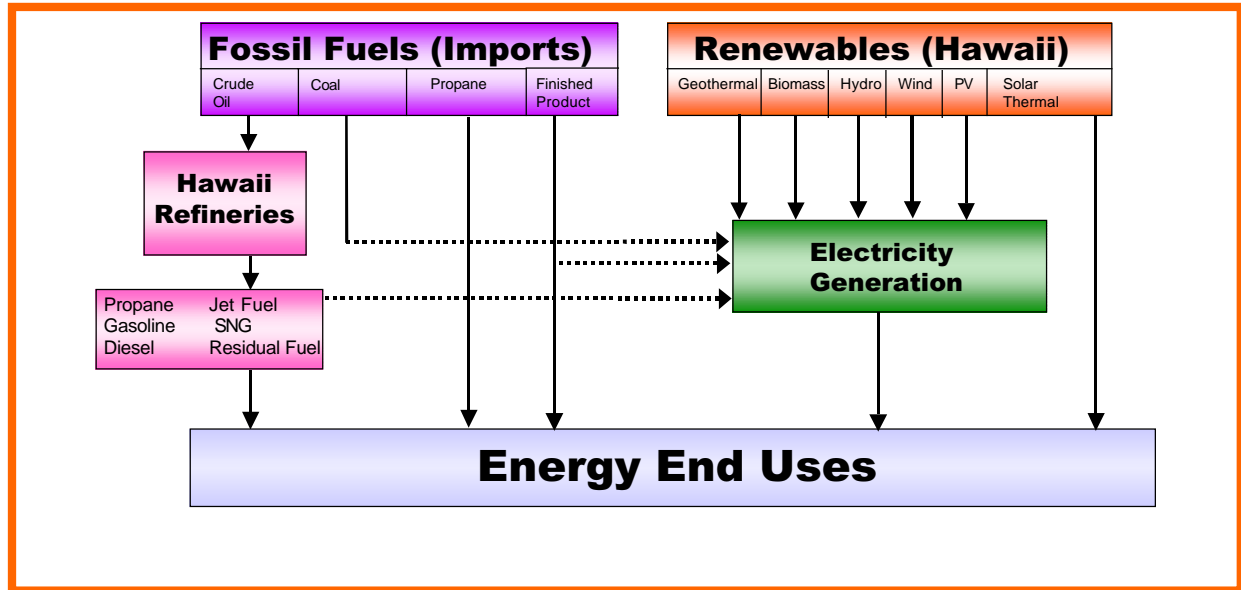 Fossil Fuels (Imports)
Crude
Oil
Coal
Propane
Finished
Product
Renewables (Hawaii)
Geothermal
Biomass
Hydro
Wind
PV
Solar
Thermal
Hawaii
Refineries
Propane Jet Fuel
Gasoline SNG
Diesel Residual Fuel
Electricity
Generation
Energy End Uses